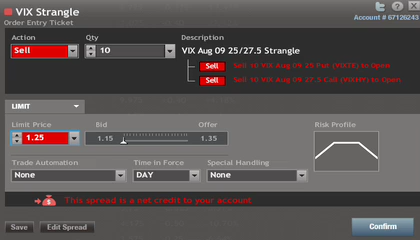 VIX Strangle
Order Entry Ticket
Account # 67126243
Action Qty Description
Sell 10 VIX Aug 09 25/27.5 Strangle
Sell Sell 10 VIX Aug 09 25 Put (VIXTE) to Open
Sell Sell 10 VIX Aug 09 27.5 Call (VIXHY) to Open
LIMIT
Limit Price Bid Offer Risk Profile
1.25 1.15 1.35
Trade Automation Time in Force Special Handling
None DAY None
This spread is a net credit to your account
Save Edit Spread Confirm